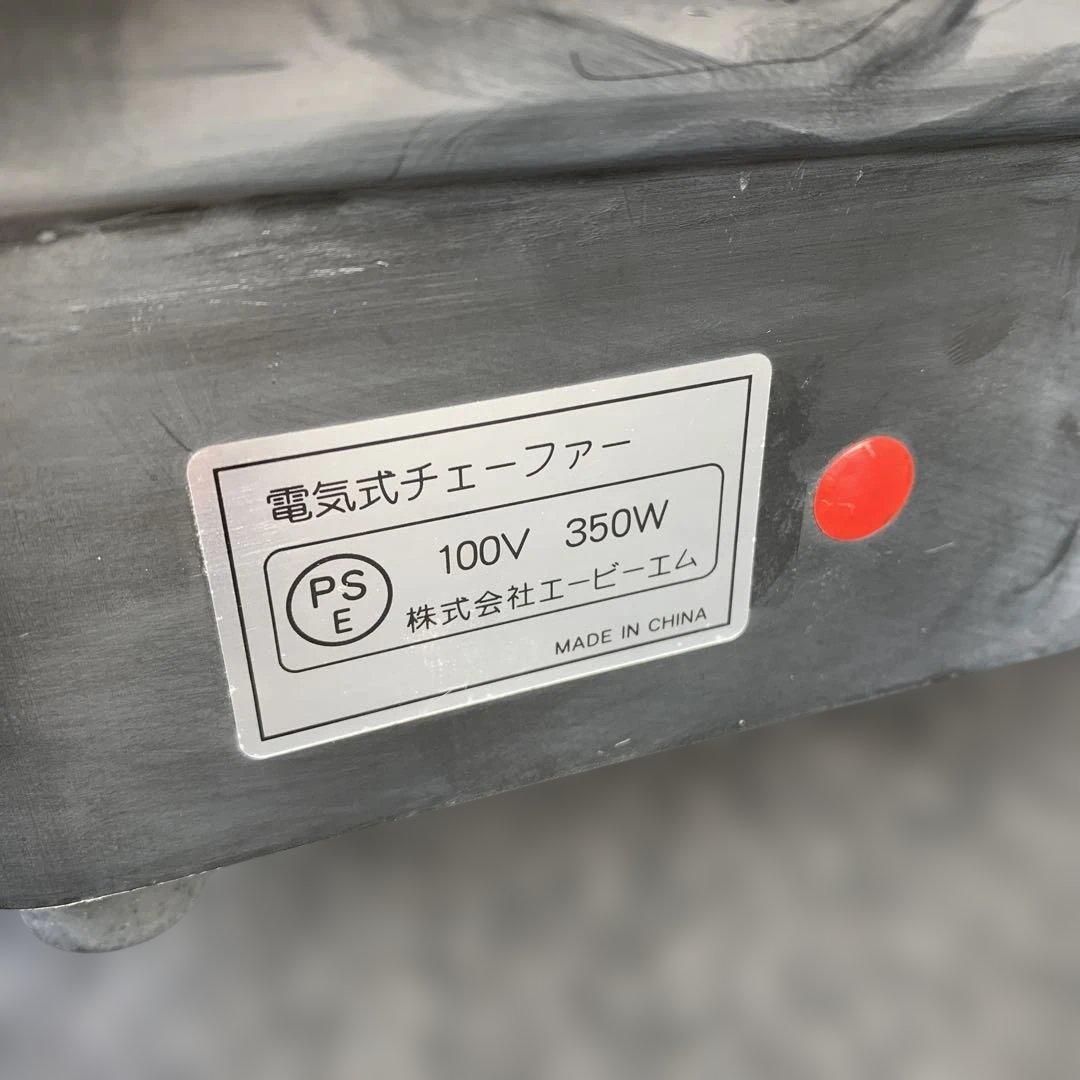 電気式チェーファー
PS
E
100V 350W
株式会社エービーエム
MADE IN CHINA